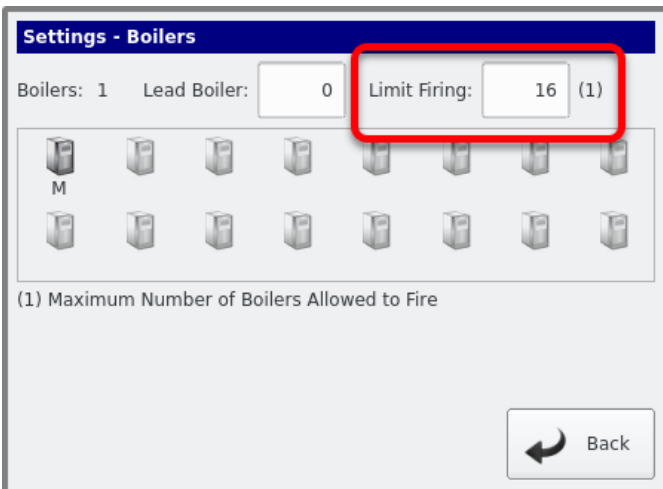 Settings - Boilers
Boilers: 1 Lead Boiler: 0 Limit Firing: 16 (1)
M
(1) Maximum Number of Boilers Allowed to Fire
Back